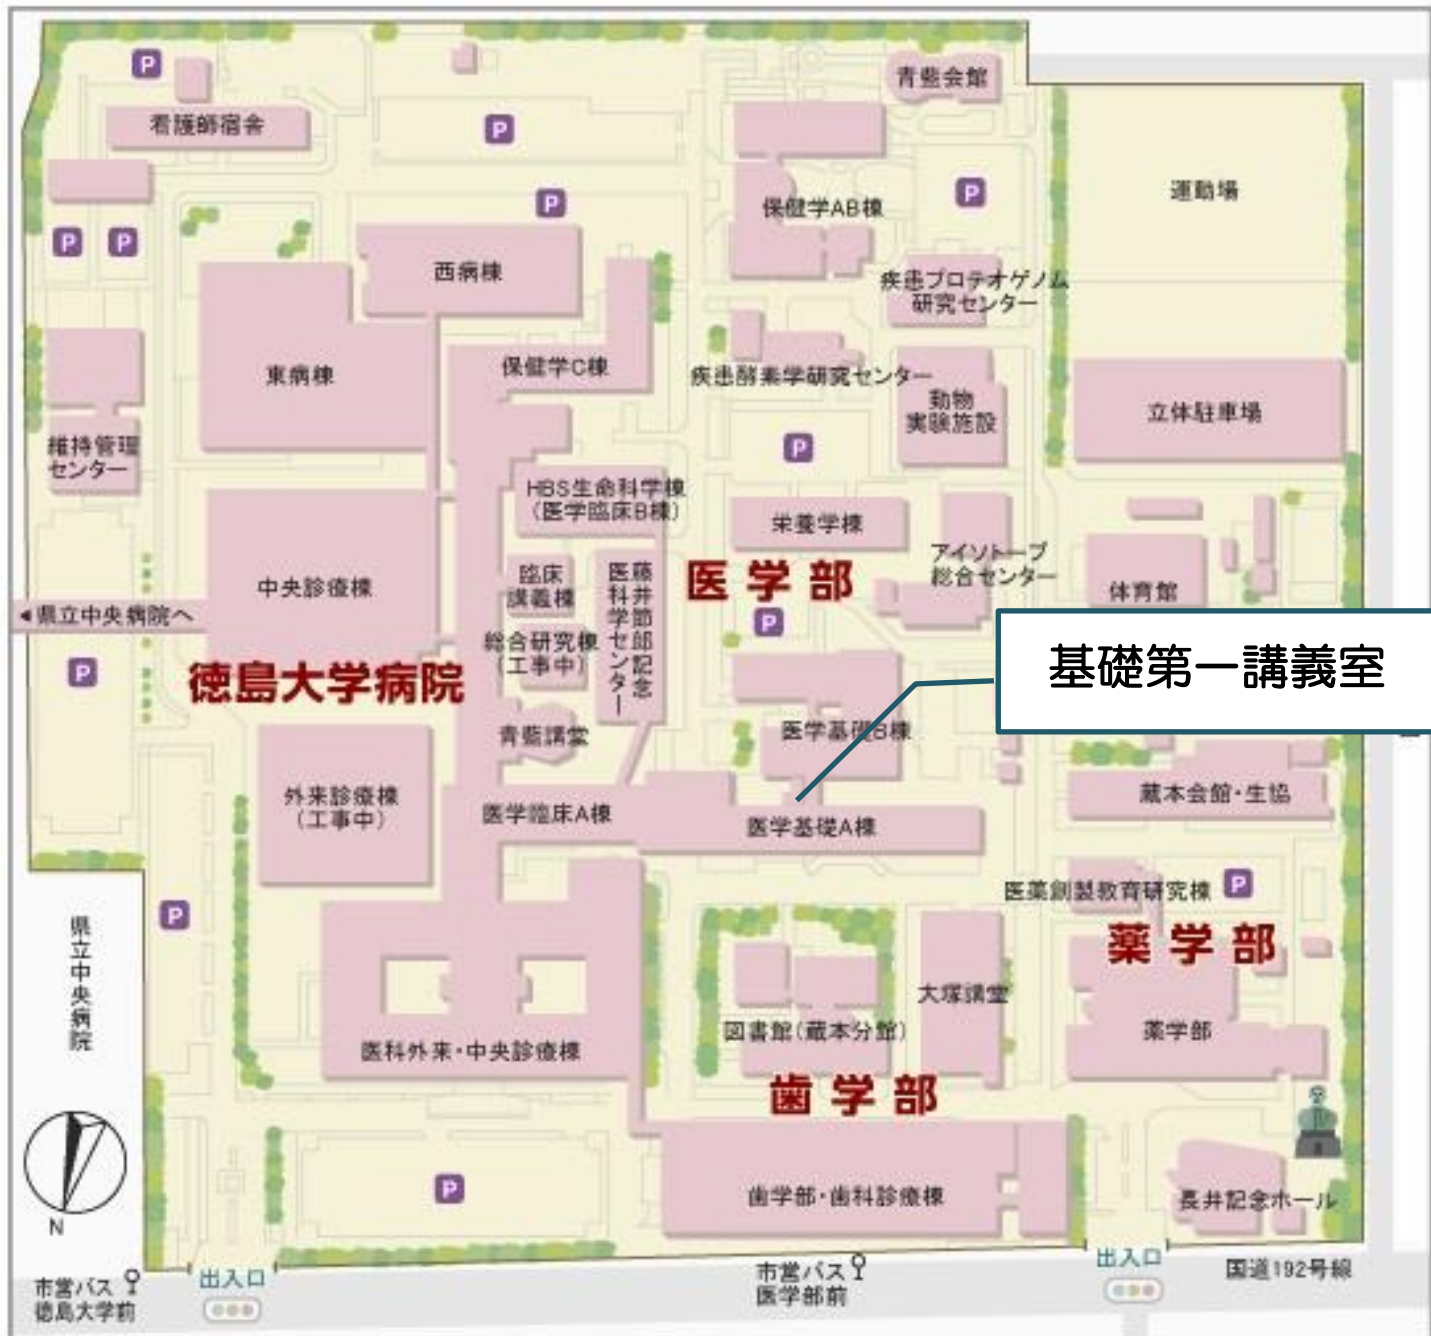 P
青藍会館
看護師宿舎
P
P
運動場
P
保健学AB棟
P
P
西病棟
疾患プロテオゲノム
研究センター
東病棟
保健学C棟
疾患酵素学研究センター
動物
実験施設
立体駐車場
維持管理
センター
P
HBS生命科学棟
(医学臨床B棟)
栄養学棟
アイソトープ
総合センター
中央診療棟
臨床
講義棟
藤井節郎記念
医科学センター
医学部
体育館
◀県立中央病院へ
P
総合研究棟
(工事中)
基礎第一講義室
P
徳島大学病院
青藍講堂
医学基礎B棟
外来診療棟
(工事中)
医学臨床A棟
医学基礎A棟
蔵本会館・生協
医薬創製教育研究棟
P
P
県立中央病院
薬学部
大塚講堂
図書館(蔵本分館)
薬学部
医科外来・中央診療棟
歯学部
P
歯学部・歯科診療棟
長井記念ホール
N
市営バス
徳島大学前
出入口
市営バス
医学部前
出入口
国道192号線